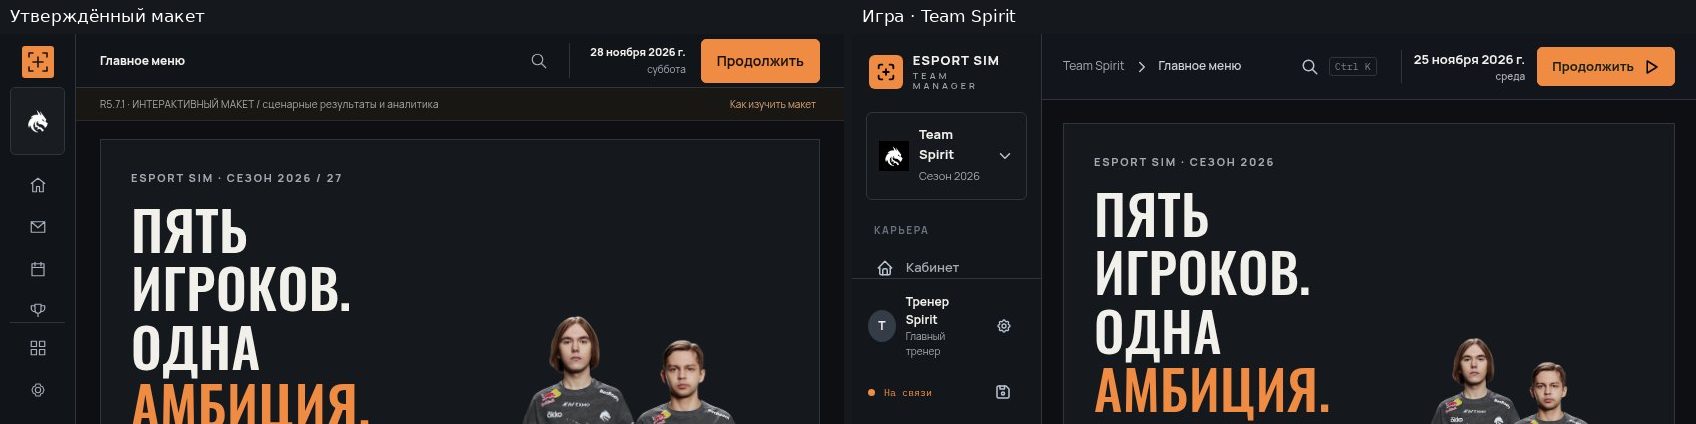 Утверждённый макет
Главное меню
28 ноября 2026 г.
суббота
Продолжить
R5.7.1 · ИНТЕРАКТИВНЫЙ МАКЕТ / сценарные результаты и аналитика
Как изучить макет
ESPORT SIM · СЕЗОН 2026 / 27
ПЯТЬ
ИГРОКОВ.
ОДНА
АМБИЦИЯ.
Игра · Team Spirit
ESPORT SIM
TEAM
MANAGER
Team
Spirit
Сезон 2026
КАРЬЕРА
Кабинет
Т
Тренер
Spirit
Главный
тренер
На связи
Team Spirit
Главное меню
Ctrl K
25 ноября 2026 г.
среда
Продолжить
ESPORT SIM · СЕЗОН 2026
ПЯТЬ
ИГРОКОВ.
ОДНА
АМБИЦИЯ.